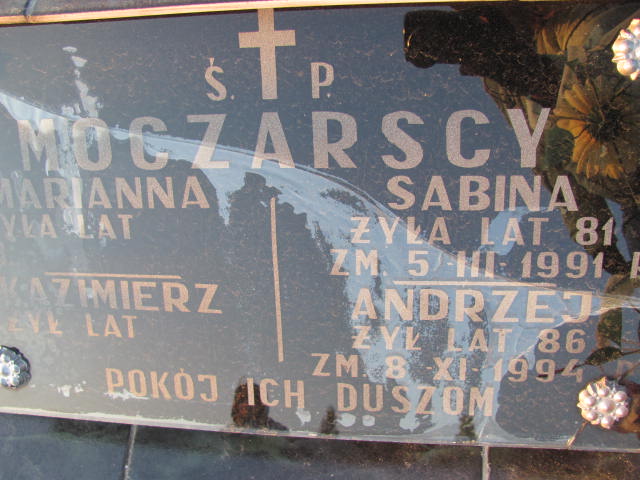 Ś. P.
MOCZARSCY
MARIANNA
ŻYŁA LAT
KAZIMIERZ
ŻYŁ LAT
SABINA
ŻYŁA LAT 81
ZM. 5 III 1991 R
ANDRZEJ
ŻYŁ LAT 86
ZM 8 XI 1994 R
POKÓJ ICH DUSZOM